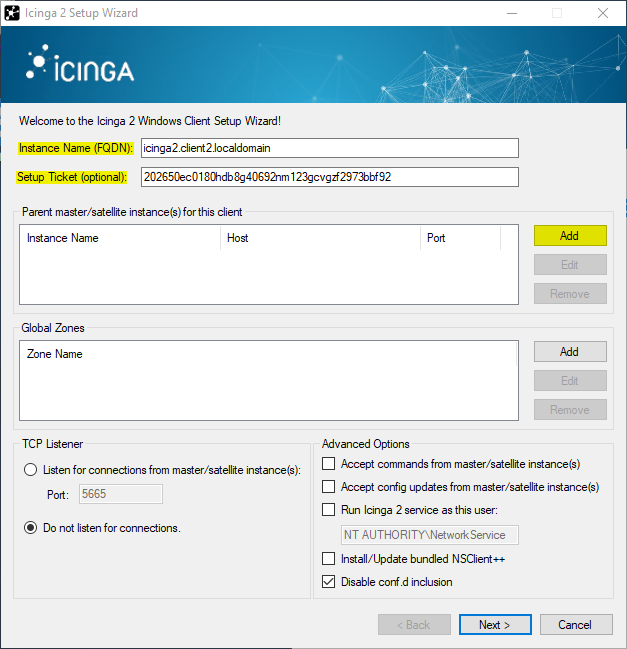 Icinga 2 Setup Wizard
ICINGA
Welcome to the Icinga 2 Windows Client Setup Wizard!
Instance Name (FQDN): icinga2.client2.localdomain
Setup Ticket (optional): 202650ec0180hdb8g40692nm123gcvgzf2973bbf92
Parent master/satellite instance(s) for this client
Instance Name Host Port
Add
Edit
Remove
Global Zones
Zone Name
Add
Edit
Remove
TCP Listener
Listen for connections from master/satellite instance(s):
Port: 5665
Do not listen for connections.
Advanced Options
Accept commands from master/satellite instance(s)
Accept config updates from master/satellite instance(s)
Run Icinga 2 service as this user:
NT AUTHORITY\NetworkService
Install/Update bundled NSClient++
Disable conf.d inclusion
< Back Next > Cancel